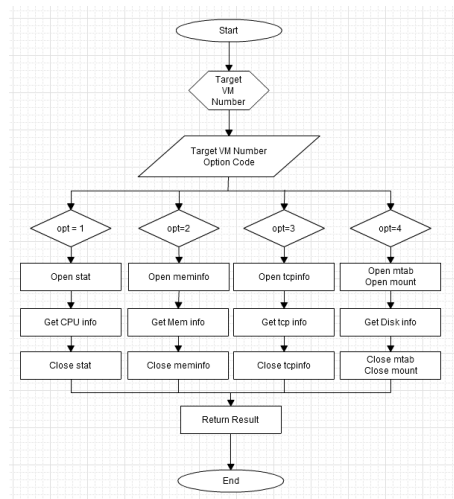 Start
Target
VM
Number
Target VM Number
Option Code
opt = 1
opt=2
opt=3
opt=4
Open stat
Open meminfo
Open tcpinfo
Open mtab
Open mount
Get CPU info
Get Mem info
Get tcp info
Get Disk info
Close stat
Close meminfo
Close tcpinfo
Close mtab
Close mount
Return Result
End